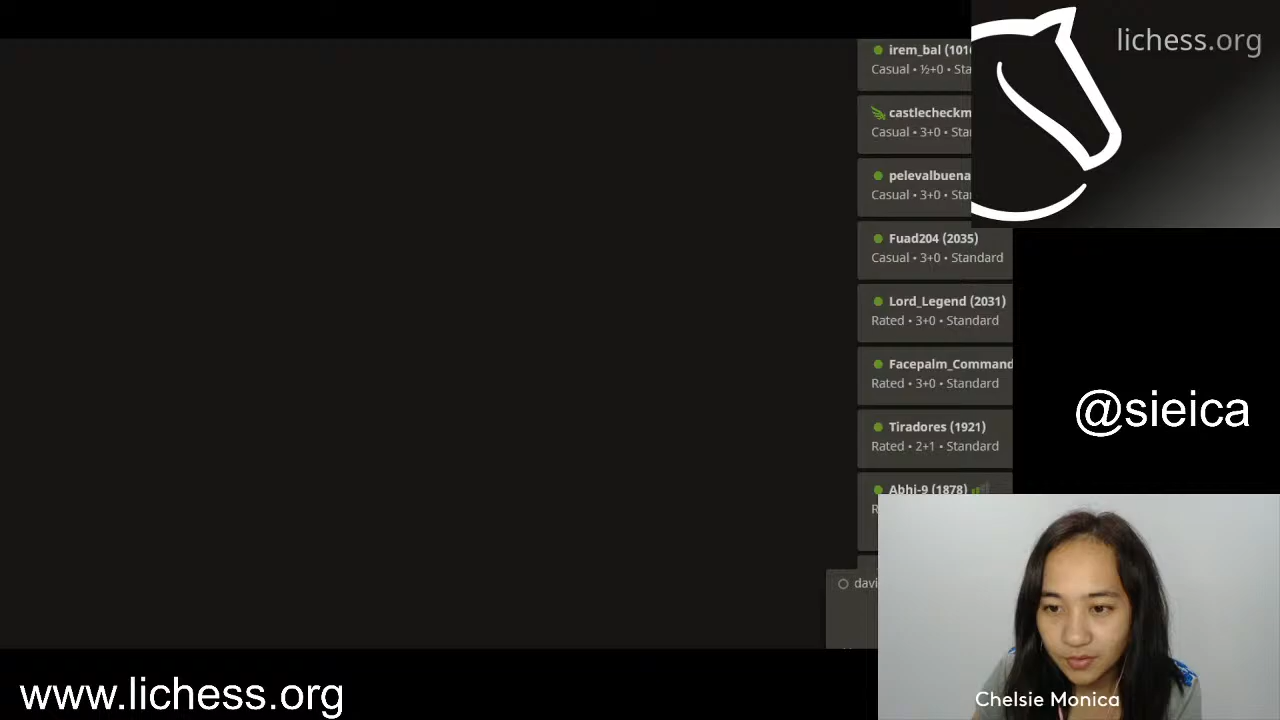 irem_bal (101
Casual • ½+0 • Sta
castlecheckm
Casual • 3+0 • Sta
pelevalbuena
Casual • 3+0 • Sta
Fuad204 (2035)
Casual • 3+0 • Standard
Lord_Legend (2031)
Rated • 3+0 • Standard
Facepalm_Command
Rated • 3+0 • Standard
Tiradores (1921)
Rated • 2+1 • Standard
Abhi-9 (1878)
R
davi
lichess.org
@sieica
Chelsie Monica
www.lichess.org